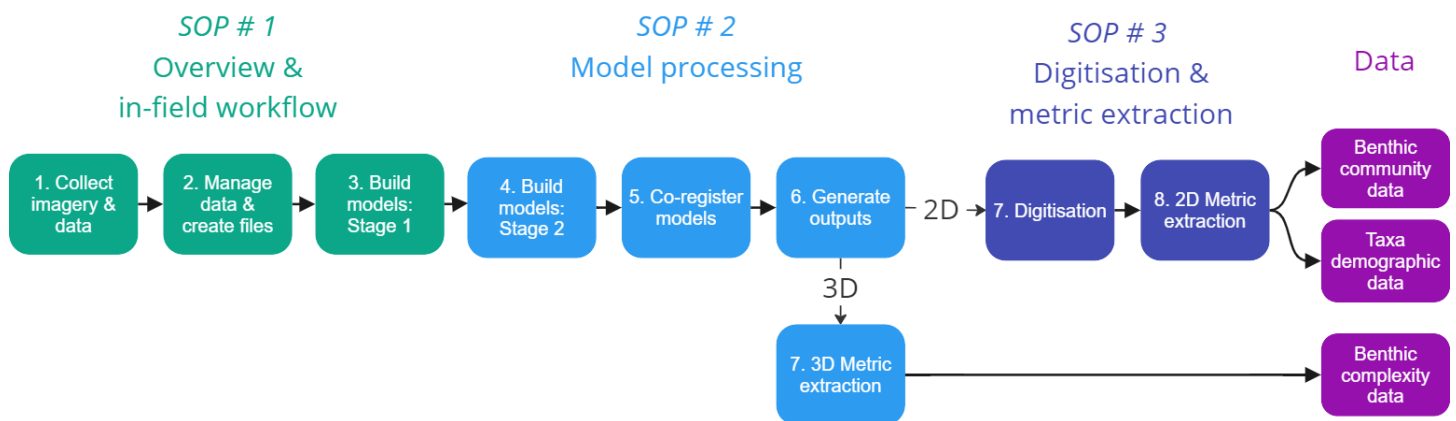 SOP # 1
Overview &
in-field workflow
SOP # 2
Model processing
SOP # 3
Digitisation &
metric extraction
Data
1. Collect
imagery &
data
2. Manage
data &
create files
3. Build
models:
Stage 1
4. Build
models:
Stage 2
5. Co-register
models
6. Generate
outputs
2D
7. Digitisation
8. 2D Metric
extraction
Benthic
community
data
Taxa
demographic
data
3D
7. 3D Metric
extraction
Benthic
complexity
data